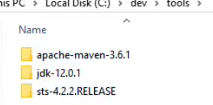 his PC > Local Disk (C:) > dev > tools >
Name
apache-maven-3.6.1
jdk-12.0.1
sts-4.2.2.RELEASE